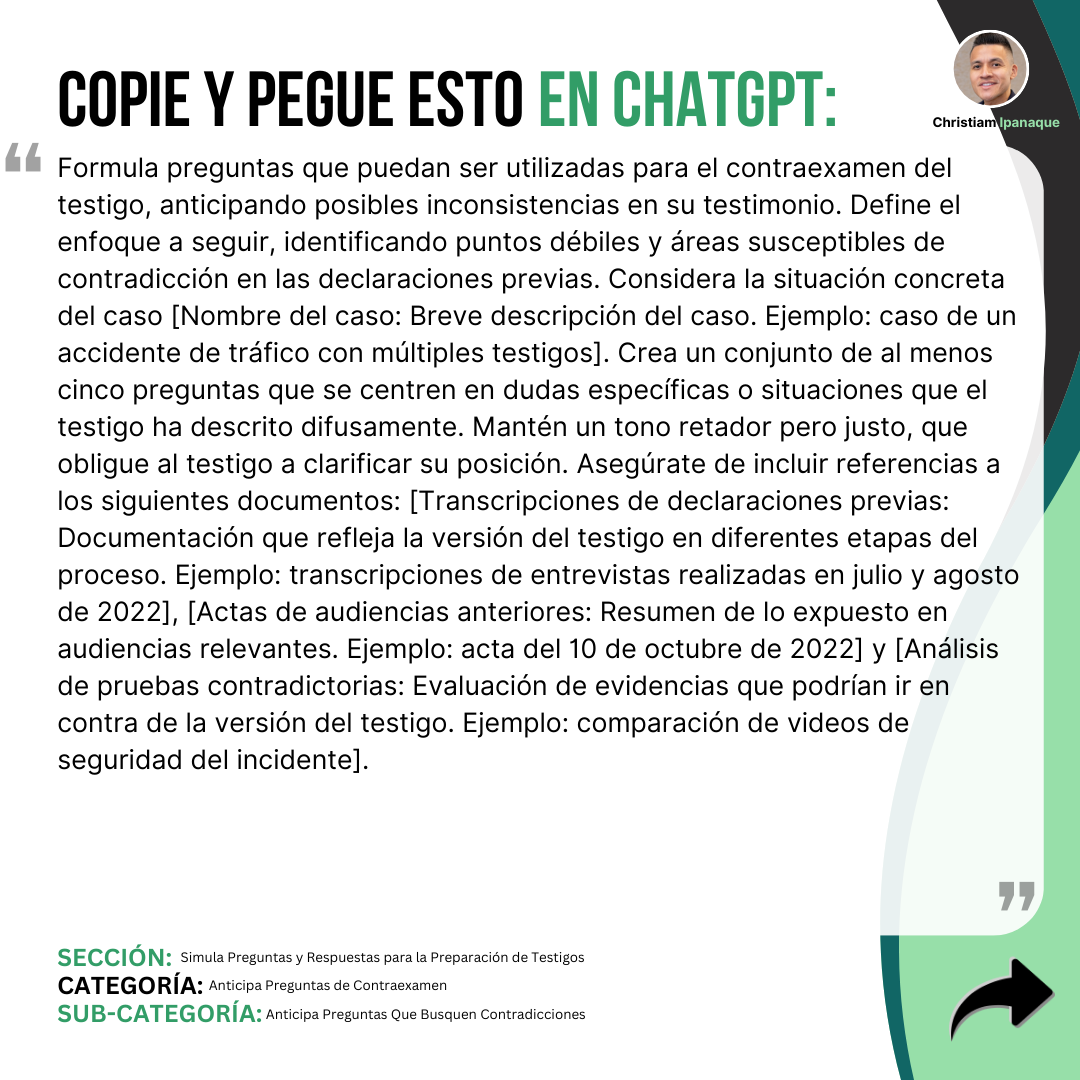 COPIE Y PEGUE ESTO EN CHATGPT:
Christiam Ipanaque
“
Formula preguntas que puedan ser utilizadas para el contraexamen del
testigo, anticipando posibles inconsistencias en su testimonio. Define el
enfoque a seguir, identificando puntos débiles y áreas susceptibles de
contradicción en las declaraciones previas. Considera la situación concreta
del caso [Nombre del caso: Breve descripción del caso. Ejemplo: caso de un
accidente de tráfico con múltiples testigos]. Crea un conjunto de al menos
cinco preguntas que se centren en dudas específicas o situaciones que el
testigo ha descrito difusamente. Mantén un tono retador pero justo, que
obligue al testigo a clarificar su posición. Asegúrate de incluir referencias a
los siguientes documentos: [Transcripciones de declaraciones previas:
Documentación que refleja la versión del testigo en diferentes etapas del
proceso. Ejemplo: transcripciones de entrevistas realizadas en julio y agosto
de 2022], [Actas de audiencias anteriores: Resumen de lo expuesto en
audiencias relevantes. Ejemplo: acta del 10 de octubre de 2022] y [Análisis
de pruebas contradictorias: Evaluación de evidencias que podrían ir en
contra de la versión del testigo. Ejemplo: comparación de videos de
seguridad del incidente].
”
SECCIÓN: Simula Preguntas y Respuestas para la Preparación de Testigos
CATEGORÍA: Anticipa Preguntas de Contraexamen
SUB-CATEGORÍA: Anticipa Preguntas Que Busquen Contradicciones